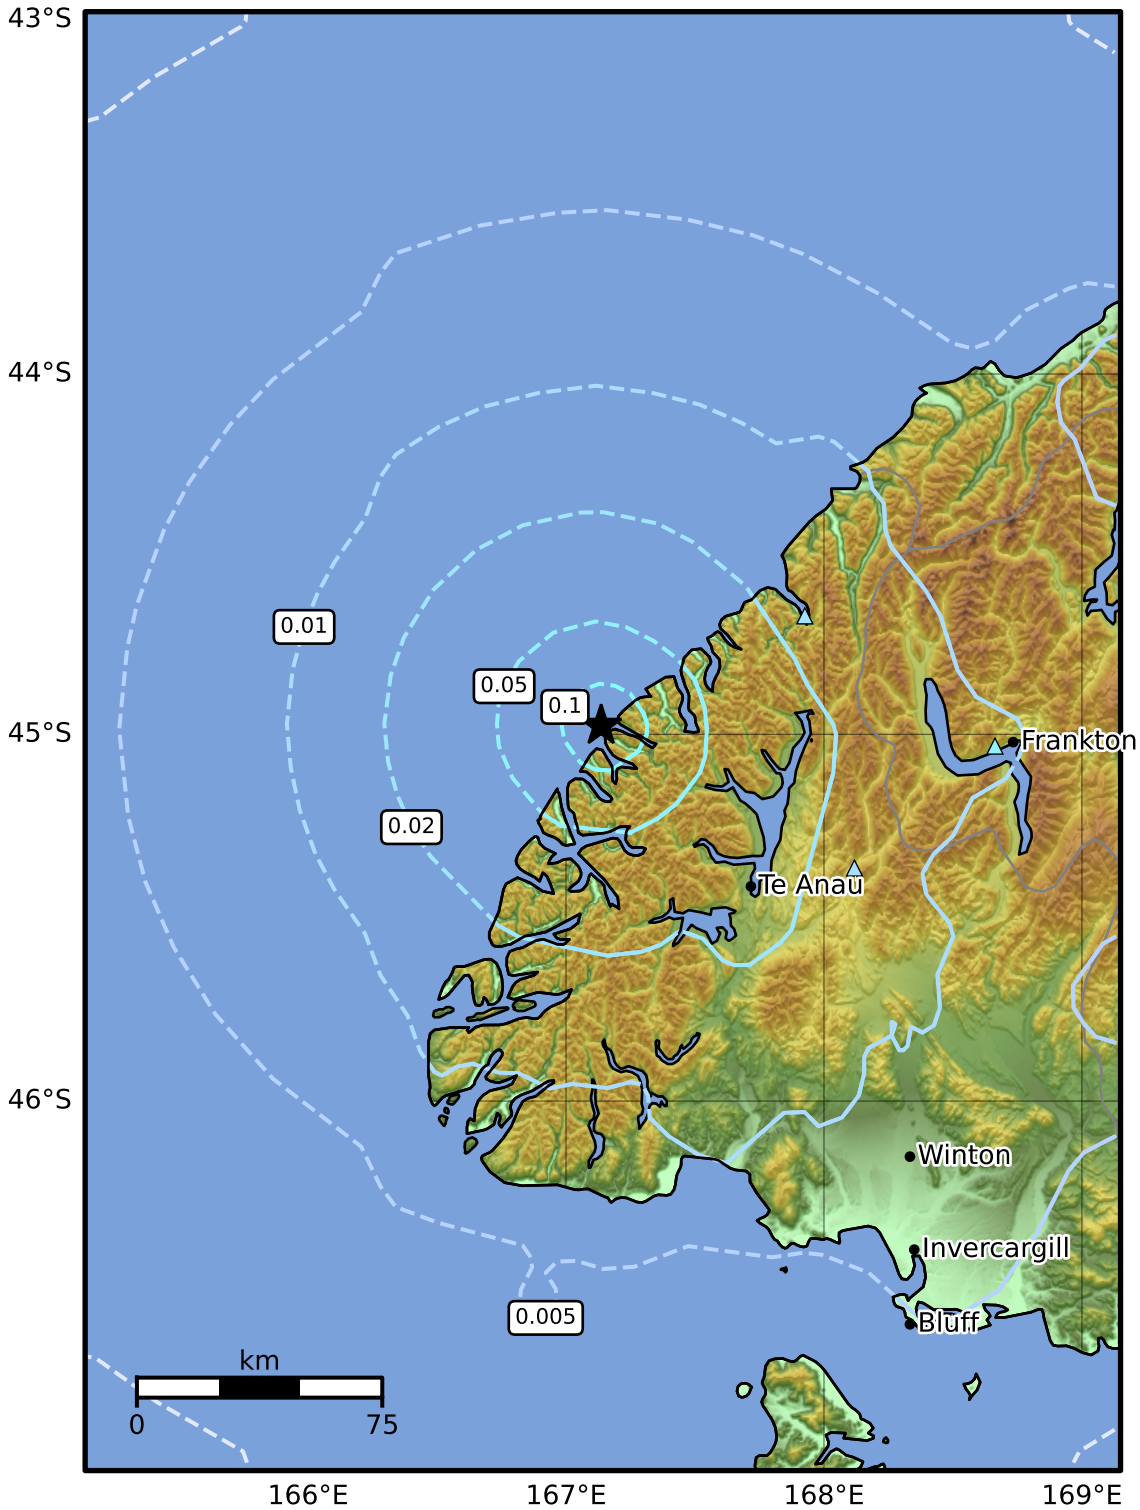 43°S
44°S
0.01
0.05
0.1
45°S
Frankton
0.02
Te Anau
46°S
Winton
Invercargill
0.005
Bluff
km
0 75
166°E 167°E 168°E 169°E